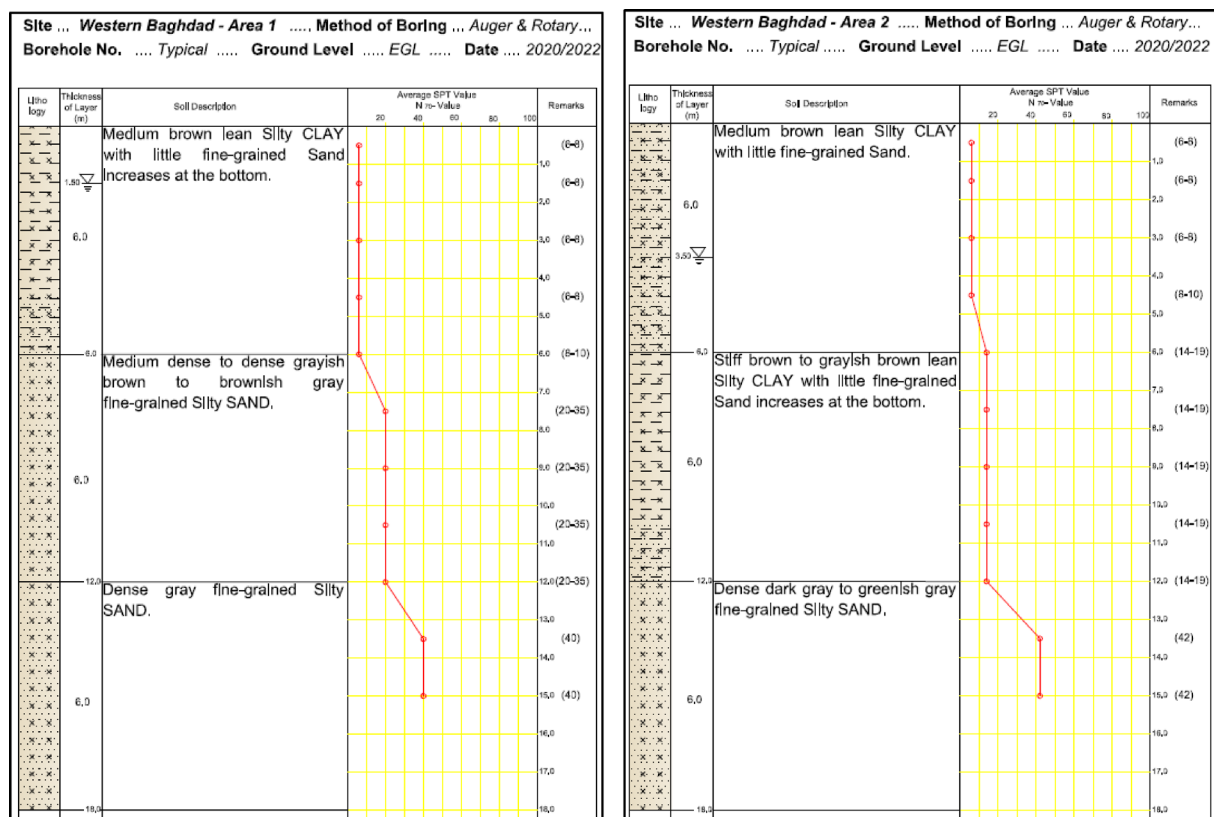 Site ... Western Baghdad - Area 1 ..... Method of Boring ... Auger & Rotary...
Borehole No. .... Typical ..... Ground Level ..... EGL ..... Date .... 2020/2022
Litho
logy
Thickness
of Layer
(m)
Soil Description
Average SPT Value
N 70- Value
20 40 60 80 100
Remarks
Medium brown lean Silty CLAY
with little fine-grained Sand
increases at the bottom.
(6-8)
1,0
1.50
(6-8)
2,0
6,0
3,0 (6-8)
4,0
(6-8)
5,0
6,0
6,0 (8-10)
Medium dense to dense grayish
brown to brownish gray
fine-grained Silty SAND.
7,0
(20-35)
8,0
9,0 (20-35)
6,0
10,0
(20-35)
11,0
12,0
12,0 (20-35)
Dense gray fine-grained Silty
SAND.
13,0
(40)
14,0
15,0 (40)
6,0
16,0
17,0
18,0
18,0
Site ... Western Baghdad - Area 2 ..... Method of Boring ... Auger & Rotary...
Borehole No. .... Typical ..... Ground Level ..... EGL ..... Date .... 2020/2022
Litho
logy
Thickness
of Layer
(m)
Soil Description
Average SPT Value
N 70- Value
20 40 60 80 100
Remarks
Medium brown lean Silty CLAY
with little fine-grained Sand.
(6-8)
1,0
(6-8)
2,0
6,0
3,0 (6-8)
3.50
4,0
(8-10)
5,0
6,0
6,0 (14-19)
Stiff brown to grayish brown lean
Silty CLAY with little fine-grained
Sand increases at the bottom.
7,0
(14-19)
8,0
9,0 (14-19)
6,0
10,0
(14-19)
11,0
12,0
12,0 (14-19)
Dense dark gray to greenish gray
fine-grained Silty SAND.
13,0
(42)
14,0
15,0 (42)
6,0
16,0
17,0
18,0
18,0